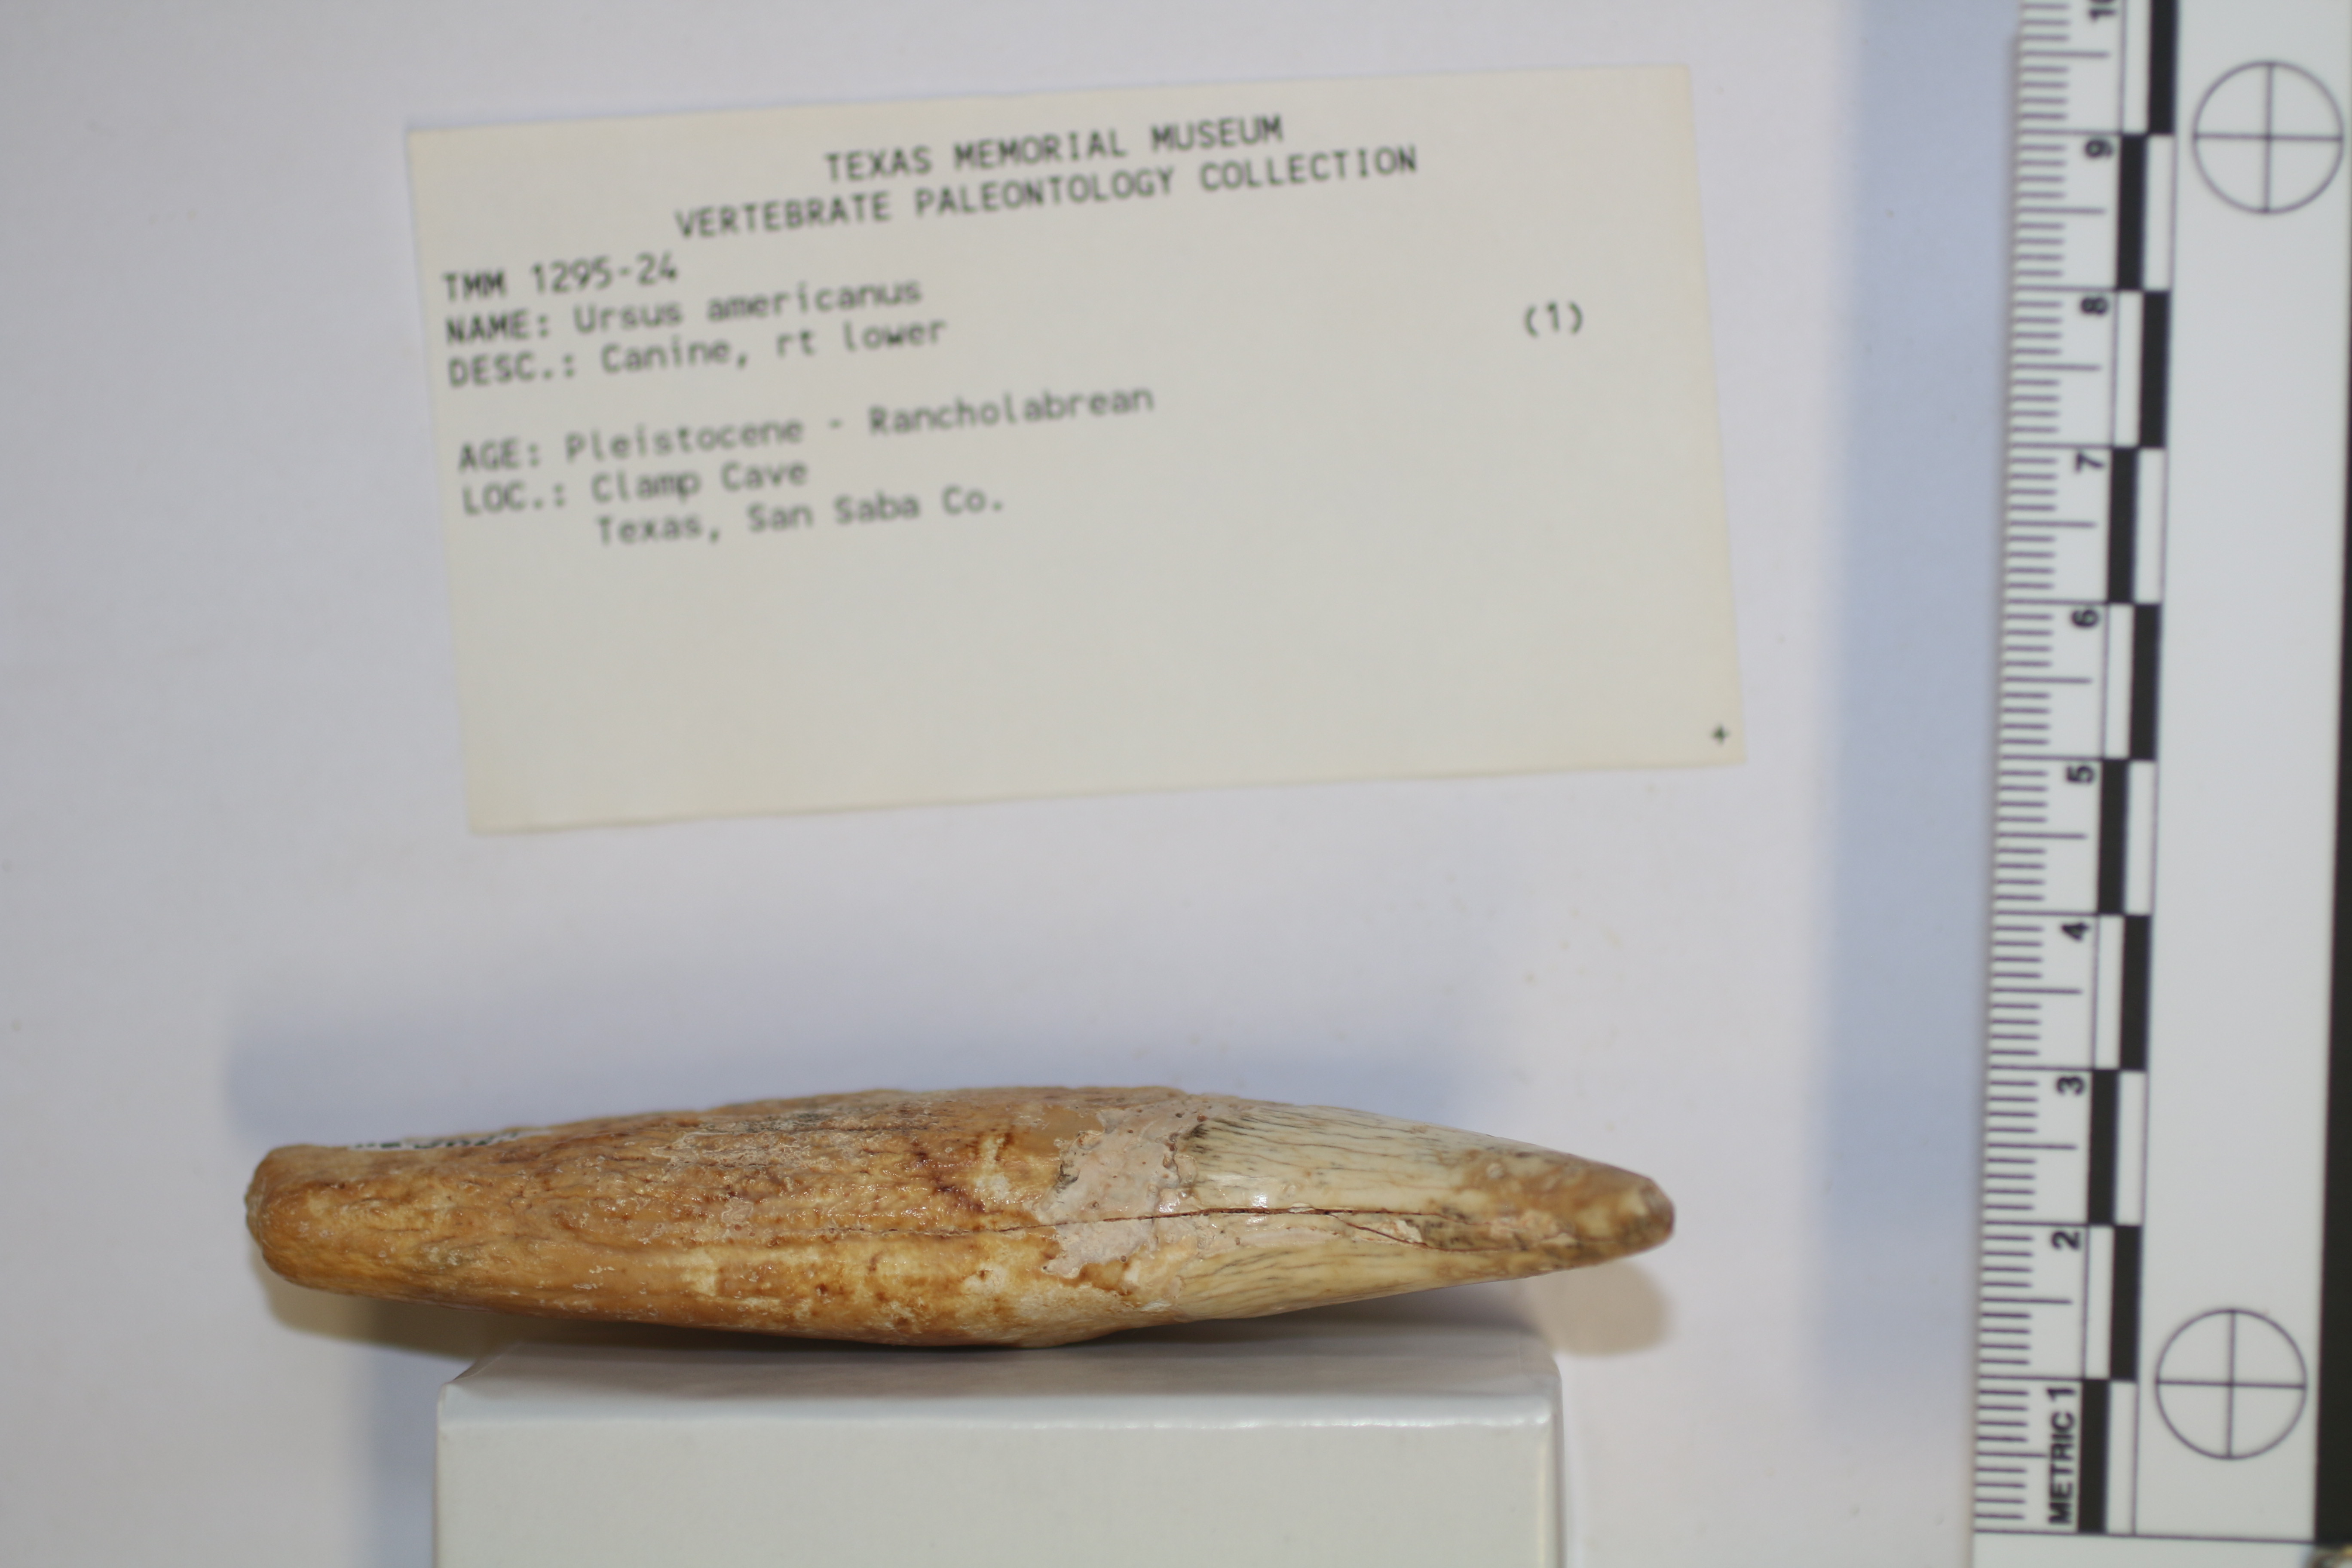 TEXAS MEMORIAL MUSEUM
VERTEBRATE PALEONTOLOGY COLLECTION
TMM 1295-24
NAME: Ursus americanus
DESC.: Canine, rt lower (1)
AGE: Pleistocene - Rancholabrean
LOC.: Clamp Cave
Texas, San Saba Co.
+
10
9
8
7
6
5
4
3
2
METRIC 1